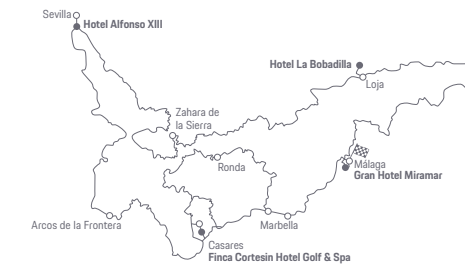 Sevilla
Hotel Alfonso XIII
Hotel La Bobadilla
Loja
Zahara de
la Sierra
Ronda
Málaga
Gran Hotel Miramar
Arcos de la Frontera
Marbella
Casares
Finca Cortesin Hotel Golf & Spa